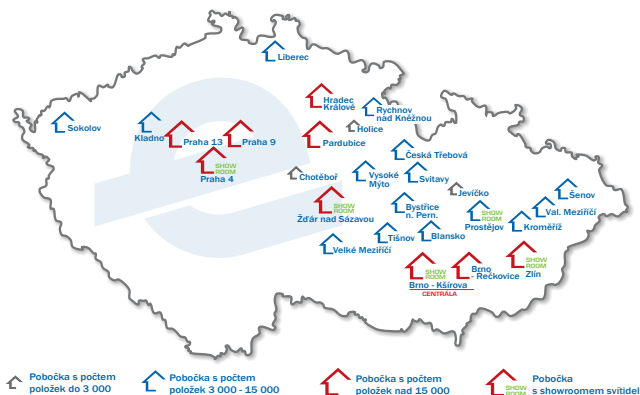 Liberec
Hradec
Králové
Rychnov
nad Kněžnou
Sokolov
Kladno
Praha 13
Praha 9
Pardubice
Holice
SHOW
ROOM
Praha 4
Česká Třebová
Chotěboř
Vysoké
Mýto
Svitavy
Jevíčko
Šenov
SHOW
ROOM
Žďár nad Sázavou
Bystřice
n. Pern.
SHOW
ROOM
Prostějov
Val. Meziříčí
Kroměříž
Velké Meziříčí
Tišnov
Blansko
SHOW
ROOM
Brno - Kšírova
CENTRÁLA
Brno
- Řečkovice
SHOW
ROOM
Zlín
Pobočka s počtem
položek do 3 000
Pobočka s počtem
položek 3 000 - 15 000
Pobočka s počtem
položek nad 15 000
SHOW
ROOM
Pobočka
s showroomem svítidel